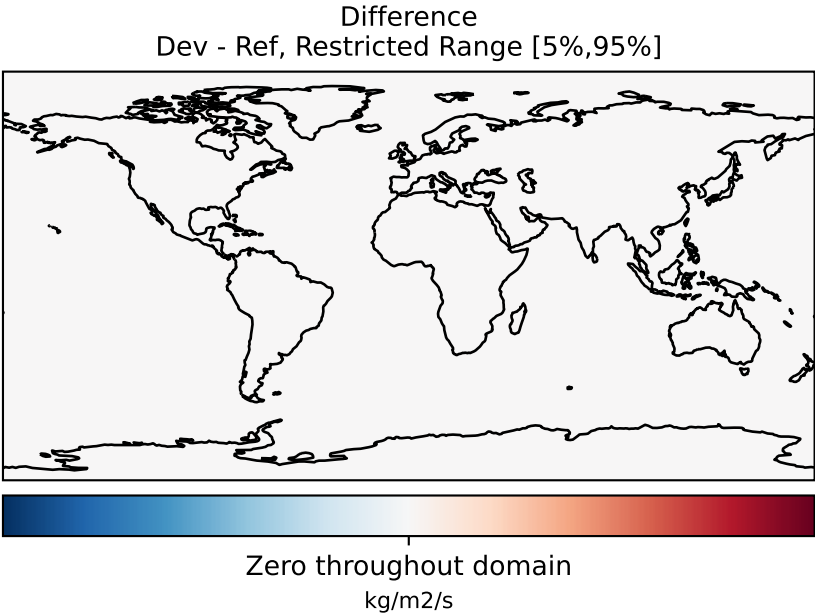 Difference
Dev - Ref, Restricted Range [5%,95%]
Zero throughout domain
kg/m2/s